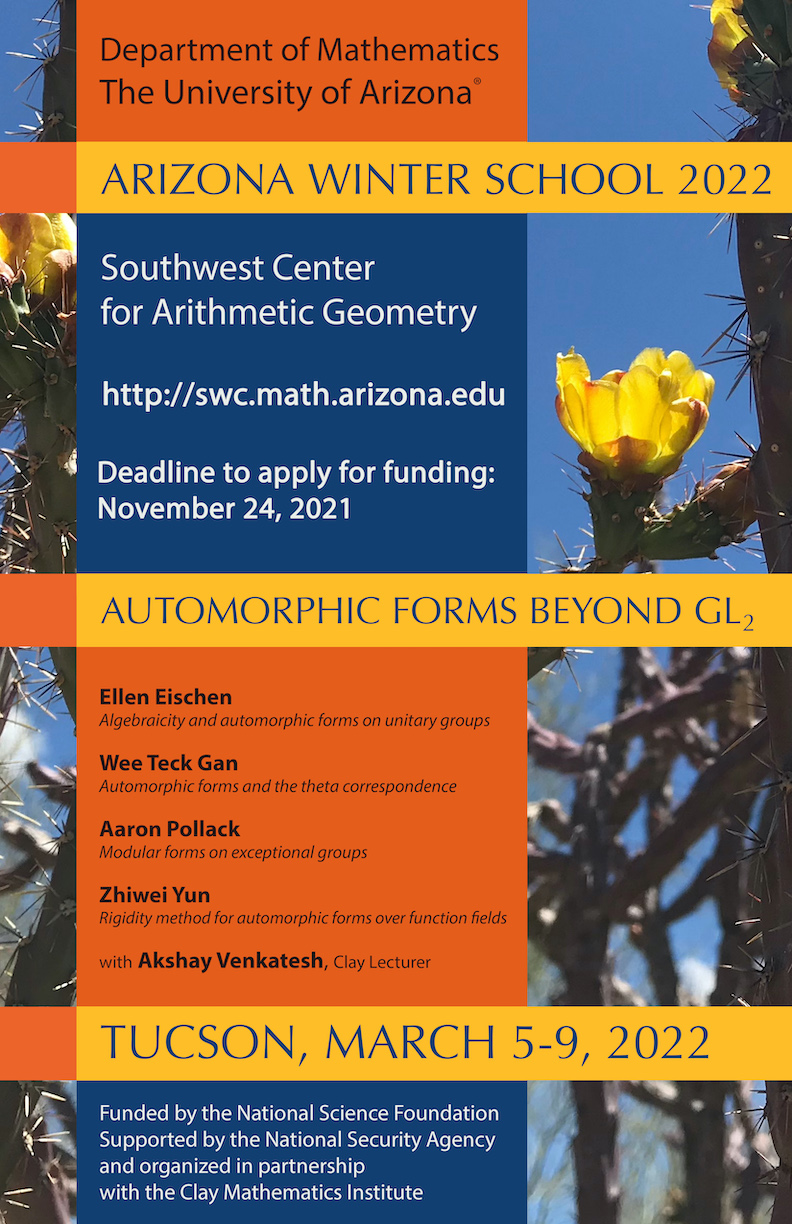 Department of Mathematics
The University of Arizona®
ARIZONA WINTER SCHOOL 2022
Southwest Center
for Arithmetic Geometry
http://swc.math.arizona.edu
Deadline to apply for funding:
November 24, 2021
AUTOMORPHIC FORMS BEYOND GL₂
Ellen Eischen
Algebraicity and automorphic forms on unitary groups
Wee Teck Gan
Automorphic forms and the theta correspondence
Aaron Pollack
Modular forms on exceptional groups
Zhiwei Yun
Rigidity method for automorphic forms over function fields
with Akshay Venkatesh, Clay Lecturer
TUCSON, MARCH 5-9, 2022
Funded by the National Science Foundation
Supported by the National Security Agency
and organized in partnership
with the Clay Mathematics Institute